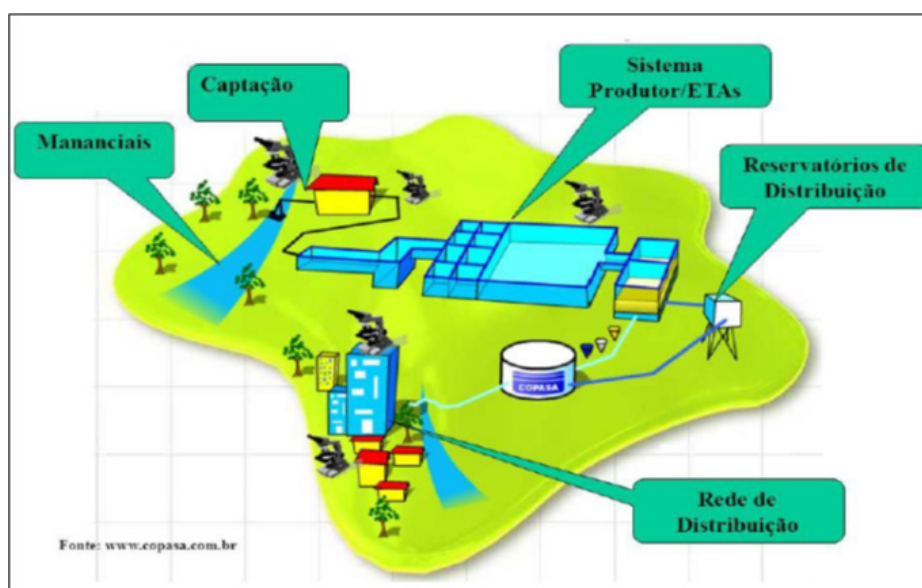 Captação
Sistema
Produtor/ETAs
Mananciais
Reservatórios de
Distribuição
COPASA
Rede de
Distribuição
Fonte: www.copasa.com.br